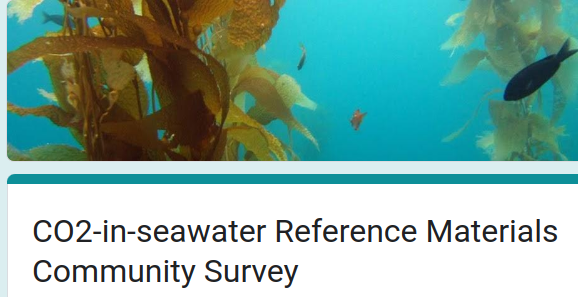 CO2-in-seawater Reference Materials
Community Survey